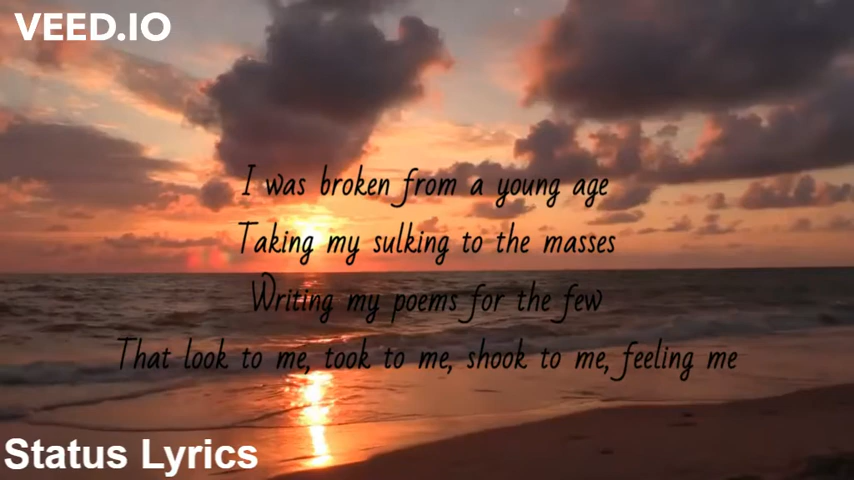 VEED.IO
I was broken from a young age
Taking my sulking to the masses
Writing my poems for the few
That look to me, took to me, shook to me, feeling me
Status Lyrics